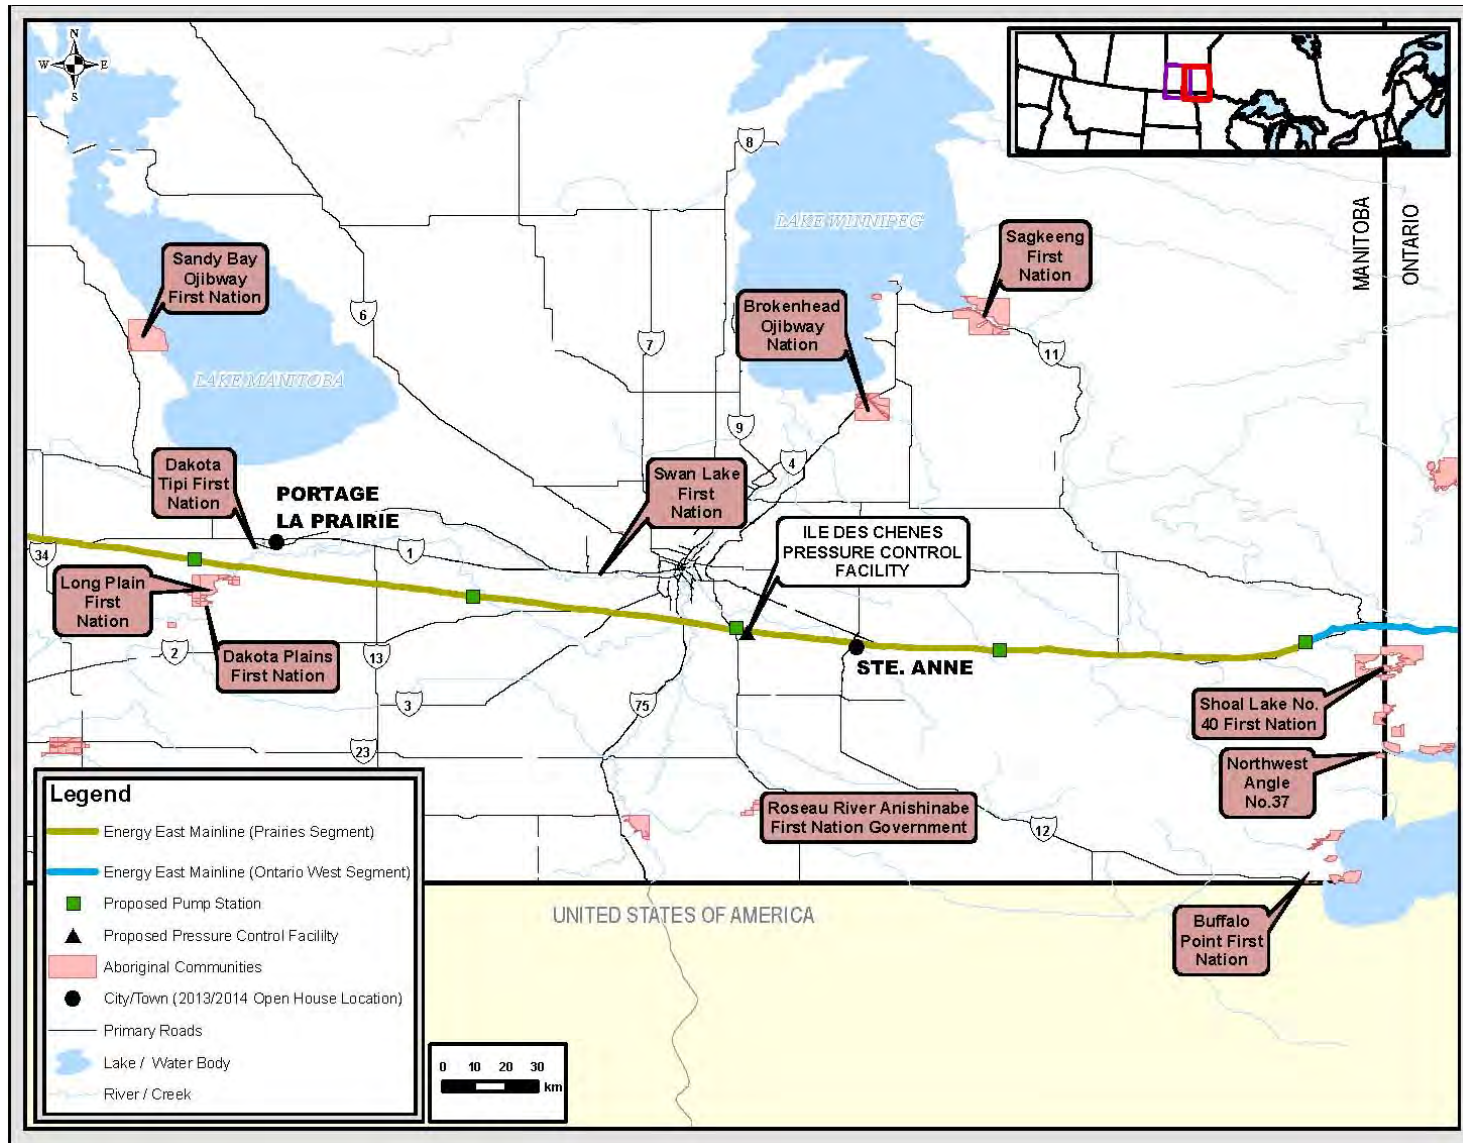 N
W
E
S
8
MANITOBA
ONTARIO
LAKE WINNIPEG
Sagkeeng
First
Nation
Sandy Bay
Ojibway
First Nation
Brokenhead
Ojibway
Nation
6
7
11
LAKE MANITOBA
9
4
Dakota
Tipi First
Nation
PORTAGE
LA PRAIRIE
Swan Lake
First
Nation
ILE DES CHENES
PRESSURE CONTROL
FACILITY
34
1
Long Plain
First
Nation
2
Dakota Plains
First Nation
13
STE. ANNE
3
75
Shoal Lake No.
40 First Nation
23
Northwest
Angle
No.37
Roseau River Anishinabe
First Nation Government
12
UNITED STATES OF AMERICA
Buffalo
Point First
Nation
Legend
Energy East Mainline (Prairies Segment)
Energy East Mainline (Ontario West Segment)
Proposed Pump Station
Proposed Pressure Control Facililty
Aboriginal Communities
City/Town (2013/2014 Open House Location)
Primary Roads
Lake / Water Body
River / Creek
0 10 20 30
km